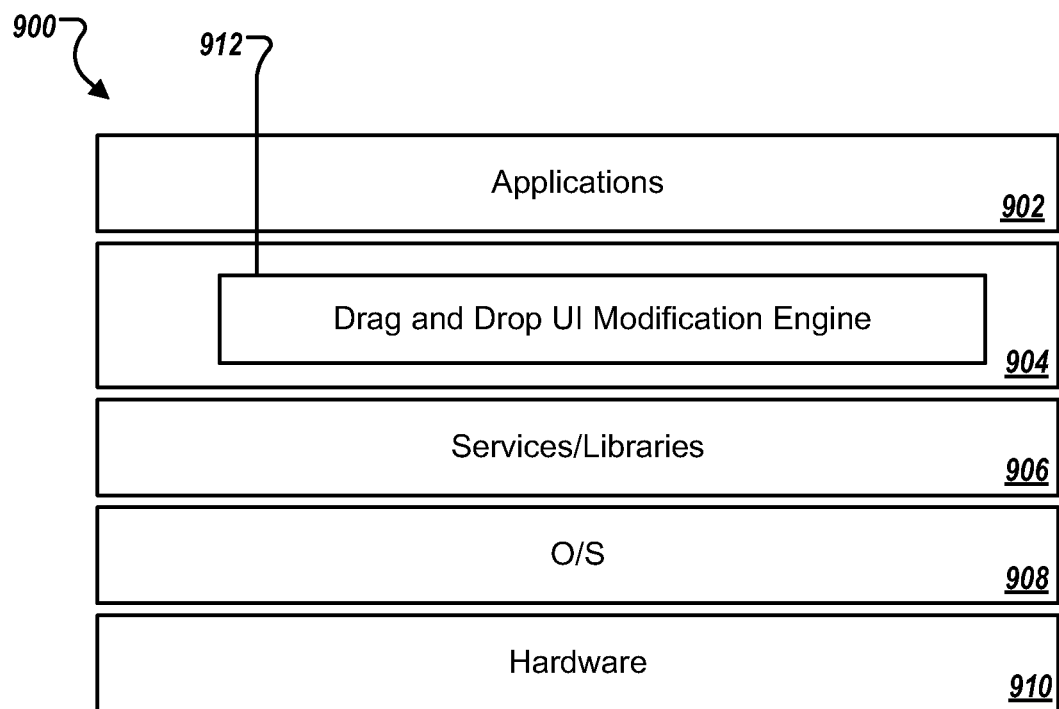 900
912
Applications
902
Drag and Drop UI Modification Engine
904
Services/Libraries
906
O/S
908
Hardware
910